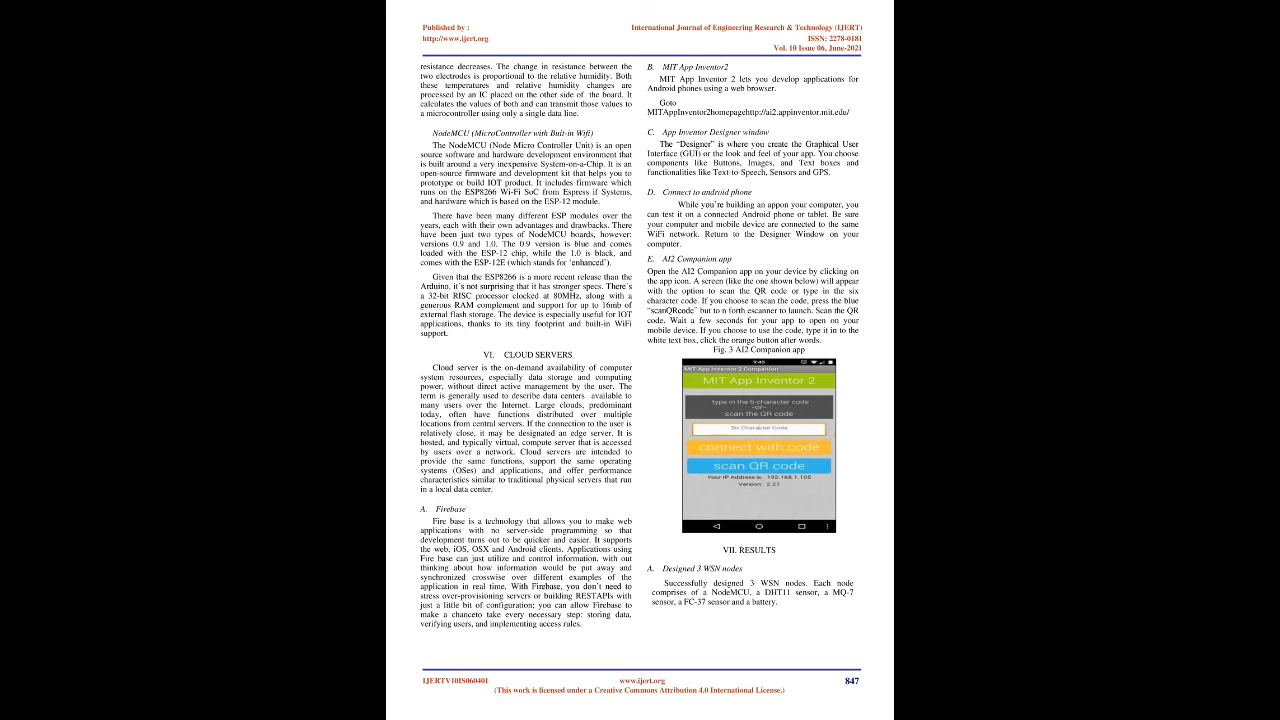 Published by :
http://www.ijert.org
International Journal of Engineering Research & Technology (IJERT)
ISSN: 2278-0181
Vol. 10 Issue 06, June-2021
resistance decreases. The change in resistance between the
two electrodes is proportional to the relative humidity. Both
these temperatures and relative humidity changes are
processed by an IC placed on the other side of the board. It
calculates the values of both and can transmit those values to
a microcontroller using only a single data line.
NodeMCU (MicroController with Buit-in Wifi)
The NodeMCU (Node Micro Controller Unit) is an open
source software and hardware development environment that
is built around a very inexpensive System-on-a-Chip. It is an
open-source firmware and development kit that helps you to
prototype or build IOT product. It includes firmware which
runs on the ESP8266 Wi-Fi SoC from Espress if Systems,
and hardware which is based on the ESP-12 module.
There have been many different ESP modules over the
years, each with their own advantages and drawbacks. There
have been just two types of NodeMCU boards, however:
versions 0.9 and 1.0. The 0.9 version is blue and comes
loaded with the ESP-12 chip, while the 1.0 is black, and
comes with the ESP-12E (which stands for ‘enhanced’).
Given that the ESP8266 is a more recent release than the
Arduino, it’s not surprising that it has stronger specs. There’s
a 32-bit RISC processor clocked at 80MHz, along with a
generous RAM complement and support for up to 16mb of
external flash storage. The device is especially useful for IOT
applications, thanks to its tiny footprint and built-in WiFi
support.
VI. CLOUD SERVERS
Cloud server is the on-demand availability of computer
system resources, especially data storage and computing
power, without direct active management by the user. The
term is generally used to describe data centers available to
many users over the Internet. Large clouds, predominant
today, often have functions distributed over multiple
locations from central servers. If the connection to the user is
relatively close, it may be designated an edge server. It is
hosted, and typically virtual, compute server that is accessed
by users over a network. Cloud servers are intended to
provide the same functions, support the same operating
systems (OSes) and applications, and offer performance
characteristics similar to traditional physical servers that run
in a local data center.
A. Firebase
Fire base is a technology that allows you to make web
applications with no server-side programming so that
development turns out to be quicker and easier. It supports
the web, iOS, OSX and Android clients. Applications using
Fire base can just utilize and control information, with out
thinking about how information would be put away and
synchronized crosswise over different examples of the
application in real time. With Firebase, you don’t need to
stress over-provisioning servers or building RESTAPIs with
just a little bit of configuration; you can allow Firebase to
make a chanceto take every necessary step: storing data,
verifying users, and implementing access rules.
B. MIT App Inventor2
MIT App Inventor 2 lets you develop applications for
Android phones using a web browser.
Goto
MITAppInventor2homepagehttp://ai2.appinventor.mit.edu/
C. App Inventor Designer window
The “Designer” is where you create the Graphical User
Interface (GUI) or the look and feel of your app. You choose
components like Buttons, Images, and Text boxes and
functionalities like Text-to-Speech, Sensors and GPS.
D. Connect to android phone
While you’re building an appon your computer, you
can test it on a connected Android phone or tablet. Be sure
your computer and mobile device are connected to the same
WiFi network. Return to the Designer Window on your
computer.
E. AI2 Companion app
Open the AI2 Companion app on your device by clicking on
the app icon. A screen (like the one shown below) will appear
with the option to scan the QR code or type in the six
character code. If you choose to scan the code, press the blue
“scanQRcode” but to n forth escanner to launch. Scan the QR
code. Wait a few seconds for your app to open on your
mobile device. If you choose to use the code, type it in to the
white text box, click the orange button after words.
Fig. 3 AI2 Companion app
9:45
MIT App Inventor 2 Companion
MIT App Inventor 2
type in the 6-character code
-or-
scan the QR code
Six Character Code
connect with code
scan QR code
Your IP Address is: 192.168.1.105
Version: 2.27
VII. RESULTS
A. Designed 3 WSN nodes
Successfully designed 3 WSN nodes. Each node
comprises of a NodeMCU, a DHT11 sensor, a MQ-7
sensor, a FC-37 sensor and a battery.
IJERTV10IS060401
www.ijert.org
847
(This work is licensed under a Creative Commons Attribution 4.0 International License.)